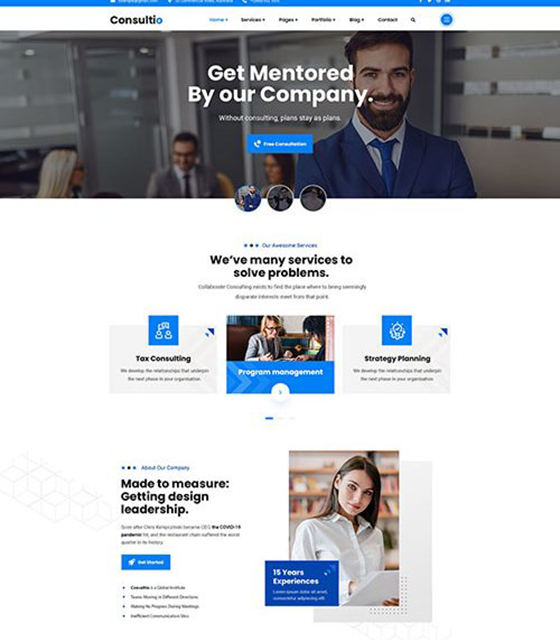 Consultio
Home Services Pages Portfolio Blog Contact
Get Mentored
By our Company.
Without consulting, plans stay as plans.
Free Consultation
Our Awesome Services
We've many services to
solve problems.
Collaborate Consulting exists to find the place where to being seemingly
disparate interests meet from that point.
Tax Consulting
We develop the relationships that underpin
the next phase in your organisation.
Program management
Strategy Planning
We develop the relationships that underpin
the next phase in your organisation.
About Our Company
Made to measure:
Getting design
leadership.
Soon after Chris Kempczinski became CEO, the COVID-19
pandemic hit, and the restaurant chain suffered the worst
quarter in its history.
Get Started
Consultio is a Global Institute
Teams Moving in Different Directions
Making No Progress During Meetings
Inefficient Communication Sites
15 Years
Experiences
Lorem ipsum dolor sit amet,
consectetur adipiscing elit